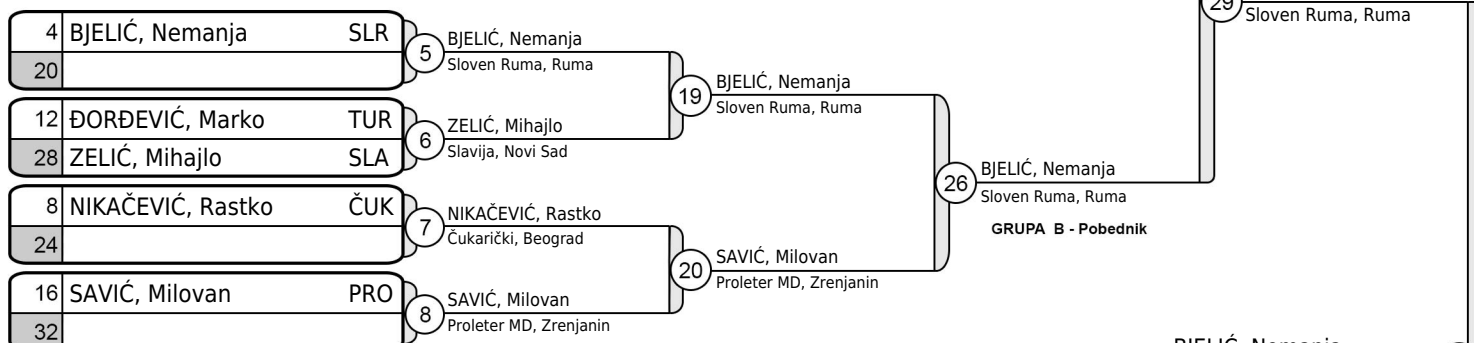 29
Sloven Ruma, Ruma
4 BJELIĆ, Nemanja SLR
20
5
BJELIĆ, Nemanja
Sloven Ruma, Ruma
12 ĐORĐEVIĆ, Marko TUR
28 ZELIĆ, Mihajlo SLA
6
ZELIĆ, Mihajlo
Slavija, Novi Sad
19
BJELIĆ, Nemanja
Sloven Ruma, Ruma
8 NIKAČEVIĆ, Rastko ČUK
24
7
NIKAČEVIĆ, Rastko
Čukarički, Beograd
16 SAVIĆ, Milovan PRO
32
8
SAVIĆ, Milovan
Proleter MD, Zrenjanin
20
SAVIĆ, Milovan
Proleter MD, Zrenjanin
26
BJELIĆ, Nemanja
Sloven Ruma, Ruma
GRUPA B - Pobednik
BJELIĆ, Nemanja